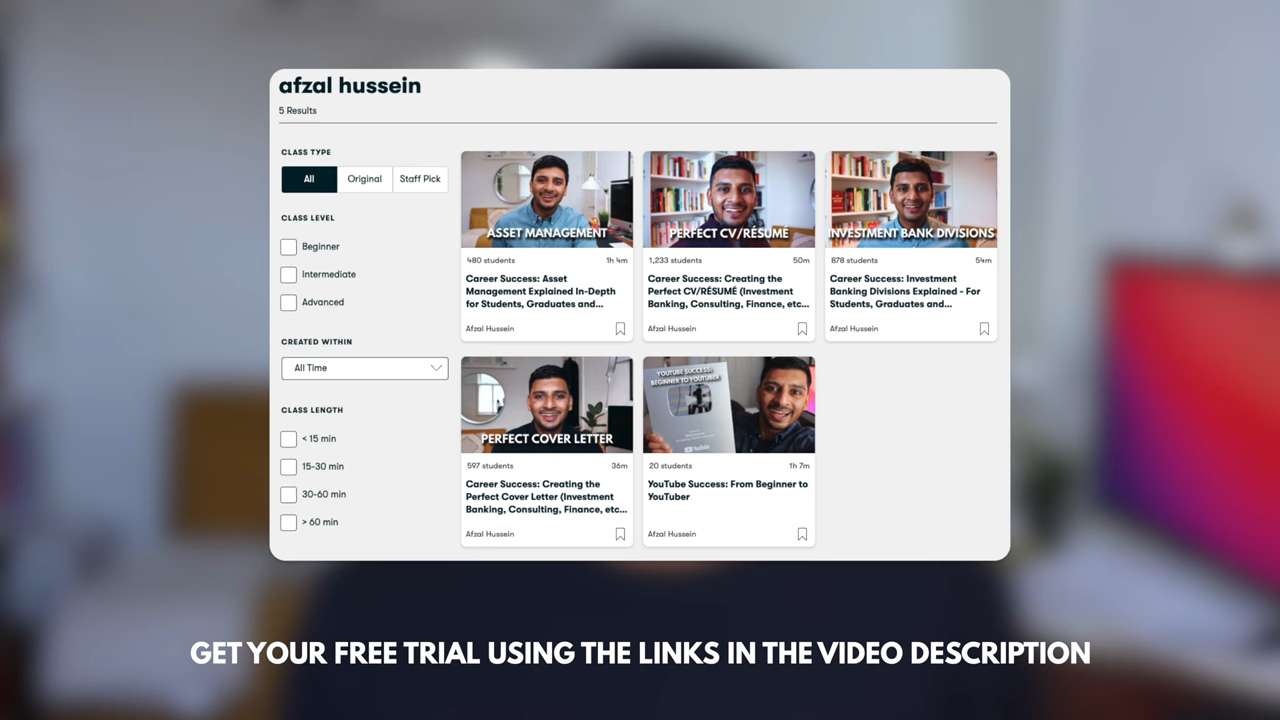 afzal hussein
5 Results
CLASS TYPE
All
Original
Staff Pick
CLASS LEVEL
Beginner
Intermediate
Advanced
CREATED WITHIN
All Time
CLASS LENGTH
< 15 min
15-30 min
30-60 min
> 60 min
ASSET MANAGEMENT
480 students
1h 4m
Career Success: Asset
Management Explained In-Depth
for Students, Graduates and...
Afzal Hussein
PERFECT CV/RÉSUMÉ
1,233 students
50m
Career Success: Creating the
Perfect CV/RÉSUMÉ (Investment
Banking, Consulting, Finance, etc...
Afzal Hussein
INVESTMENT BANK DIVISIONS
878 students
54m
Career Success: Investment
Banking Divisions Explained - For
Students, Graduates and...
Afzal Hussein
PERFECT COVER LETTER
597 students
36m
Career Success: Creating the
Perfect Cover Letter (Investment
Banking, Consulting, Finance, etc...
Afzal Hussein
YOUTUBE SUCCESS:
BEGINNER TO YOUTUBER
YouTube
20 students
1h 7m
YouTube Success: From Beginner to
YouTuber
Afzal Hussein
GET YOUR FREE TRIAL USING THE LINKS IN THE VIDEO DESCRIPTION